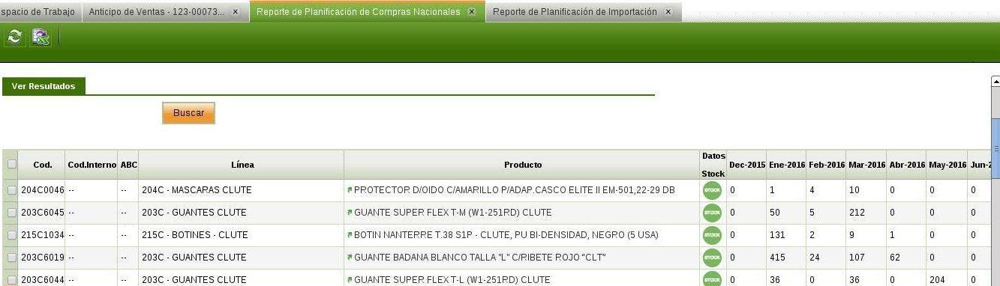 spacio de Trabajo Anticipo de Ventas - 123-00073... x Reporte de Planificación de Compras Nacionales x Reporte de Planificación de Importación x
Ver Resultados
Buscar
Cod. Cod.Interno ABC Línea Producto Datos Stock Dec-2015 Ene-2016 Feb-2016 Mar-2016 Abr-2016 May-2016 Jun-2
204C0046 -- -- 204C - MASCARAS CLUTE PROTECTOR D/OIDO C/AMARILLO P/ADAP.CASCO ELITE II EM-501,22-29 DB STOCK 0 1 4 10 0 0 0
203C6045 -- -- 203C - GUANTES CLUTE GUANTE SUPER FLEX T-M (W1-251RD) CLUTE STOCK 0 50 5 212 0 0 0
215C1034 -- -- 215C - BOTINES - CLUTE BOTIN NANTERRE T.38 S1P - CLUTE, PU BI-DENSIDAD, NEGRO (5 USA) STOCK 0 131 2 9 1 0 0
203C6019 -- -- 203C - GUANTES CLUTE GUANTE BADANA BLANCO TALLA "L" C/RIBETE ROJO "CLT" STOCK 0 415 24 107 62 0 0
203C6044 -- -- 203C - GUANTES CLUTE GUANTE SUPER FLEX T-L (W1-251RD) CLUTE STOCK 0 36 0 36 0 204 0